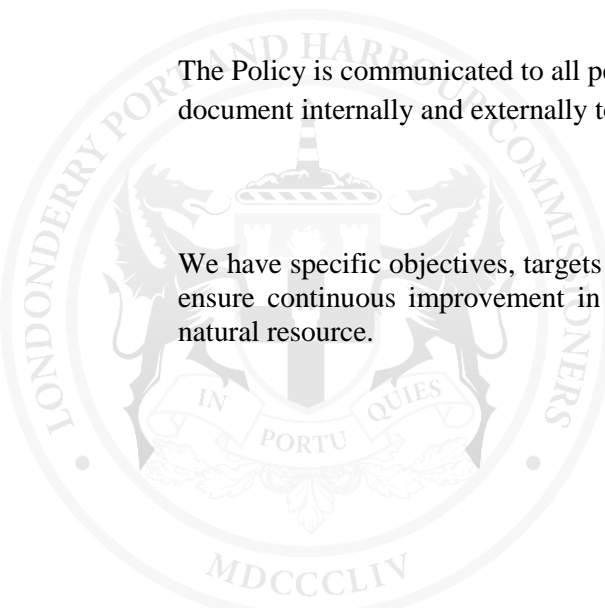 LONDONDERRY PORT AND HARBOUR COMMISSIONERS
The Policy is communicated to all
document internally and externally
We have specific objectives, targets
ensure continuous improvement in
natural resource.
IN PORTU QUIES
MDCCCLIV